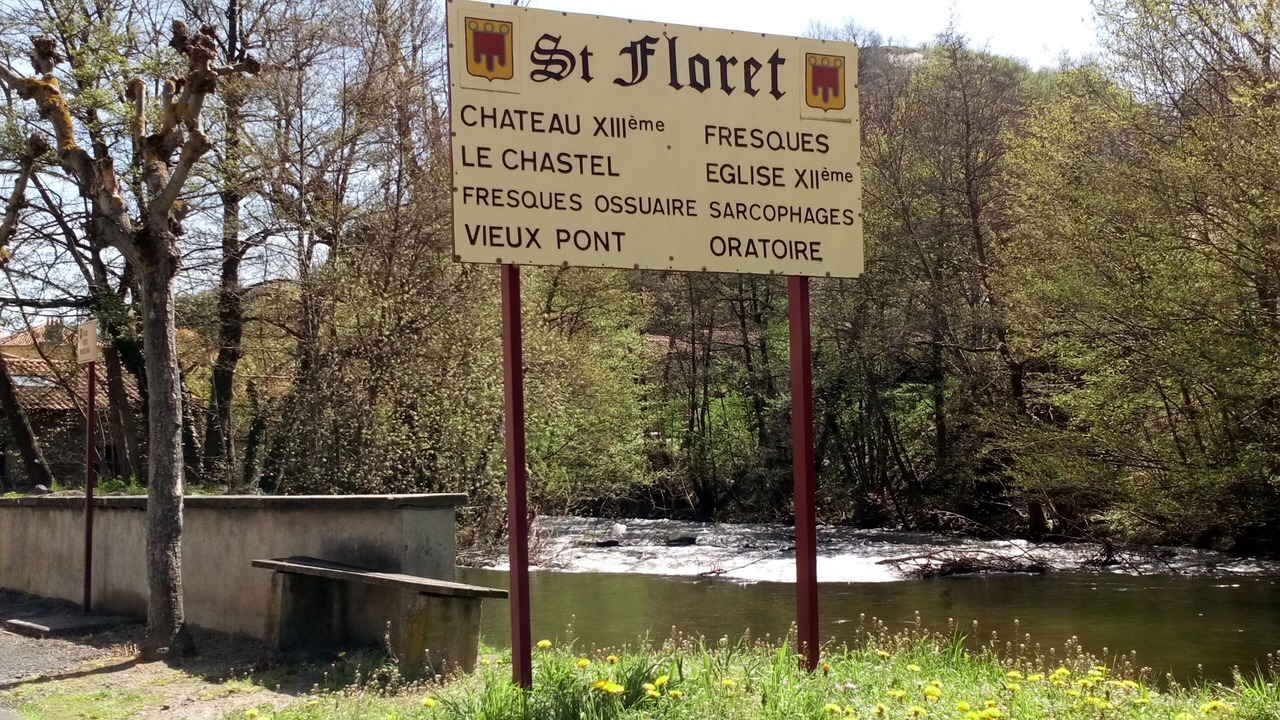 St Floret
CHATEAU XIIIème
LE CHASTEL
FRESQUES OSSUAIRE
VIEUX PONT
FRESQUES
EGLISE XIIème
SARCOPHAGES
ORATOIRE